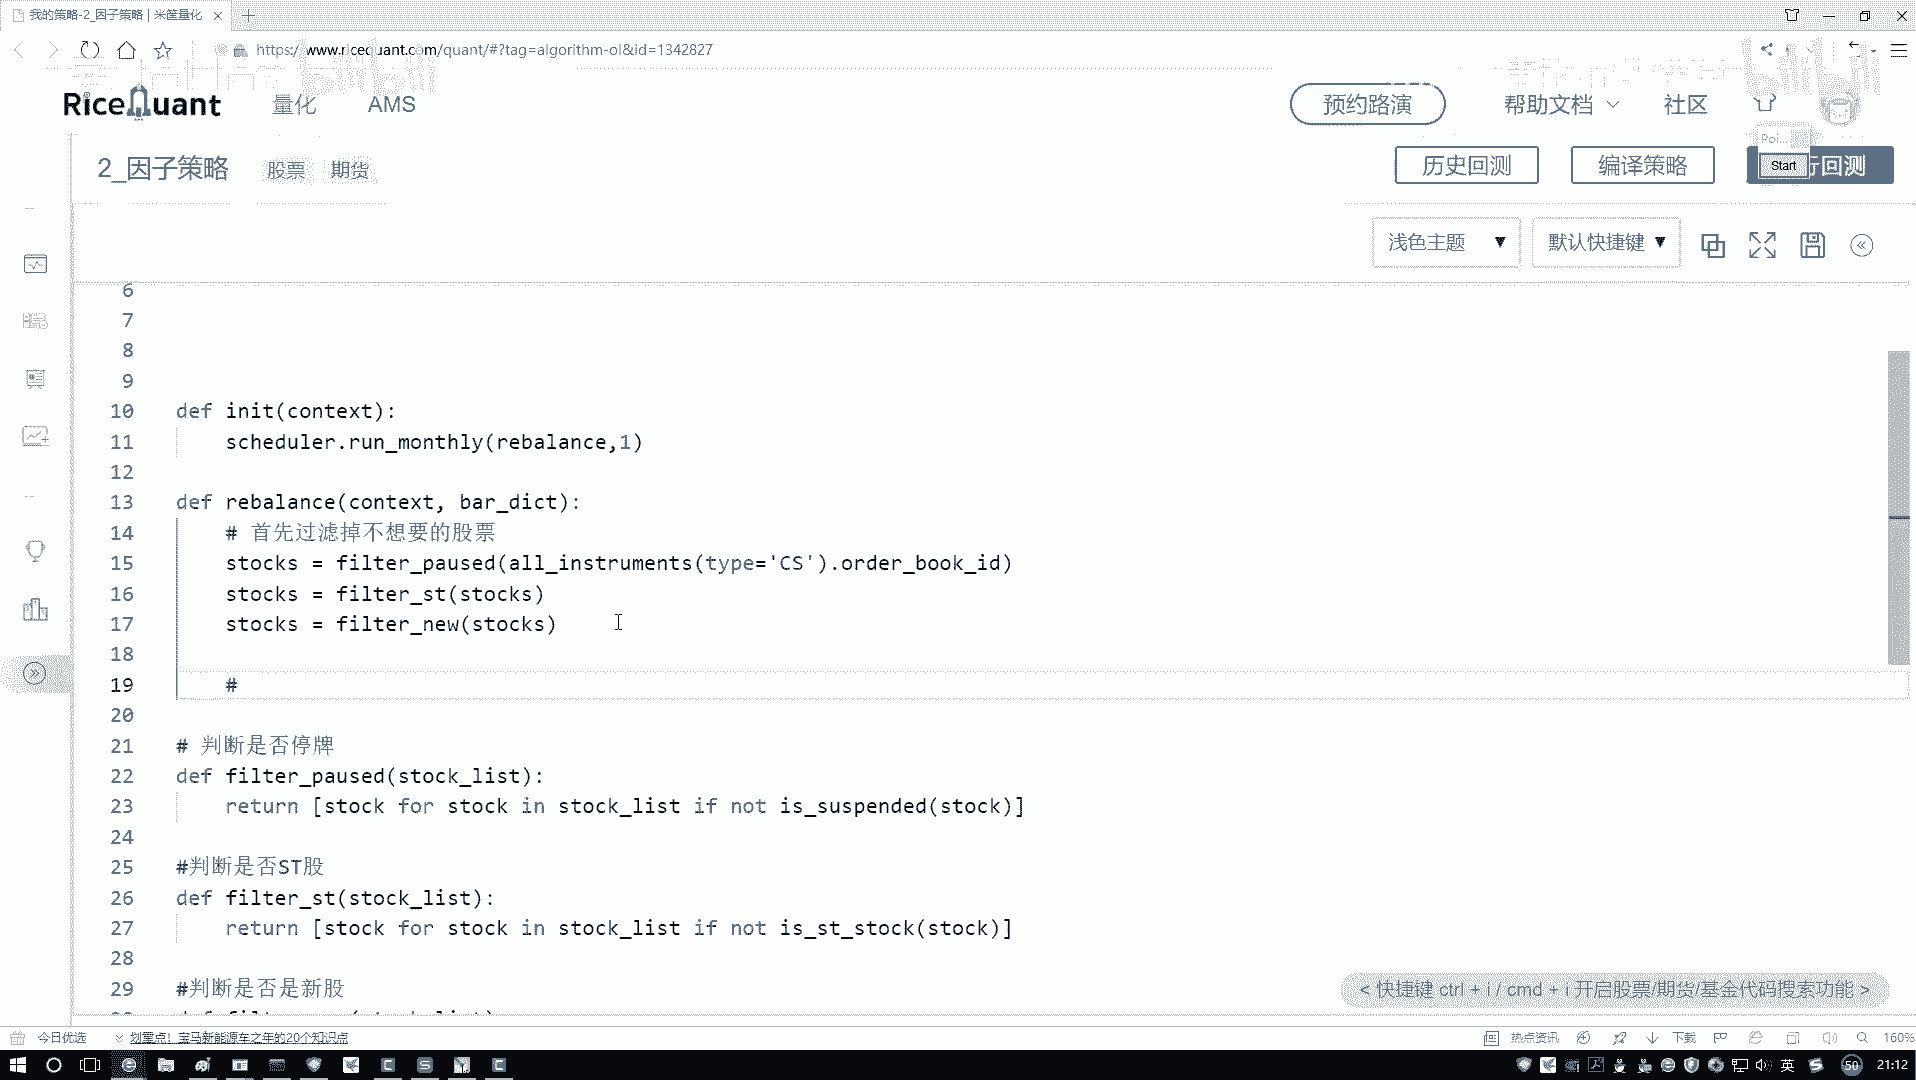 我的策略-2_因子策略 | 米筐量化
https://www.ricequant.com/quant/#?tag=algorithm-ol&id=1342827
bilibili
bilibili
RiceQuant
量化
AMS
预约路演
帮助文档
社区
Poi...
2_因子策略
股票
期货
历史回测
编译策略
Start
行回测
浅色主题
默认快捷键
6
7
8
9
10 def init(context):
11 scheduler.run_monthly(rebalance,1)
12
13 def rebalance(context, bar_dict):
14 # 首先过滤掉不想要的股票
15 stocks = filter_paused(all_instruments(type='CS').order_book_id)
16 stocks = filter_st(stocks)
17 stocks = filter_new(stocks)
18
19 #
20
21 # 判断是否停牌
22 def filter_paused(stock_list):
23 return [stock for stock in stock_list if not is_suspended(stock)]
24
25 #判断是否ST股
26 def filter_st(stock_list):
27 return [stock for stock in stock_list if not is_st_stock(stock)]
28
29 #判断是否是新股
< 快捷键 ctrl + i / cmd + i 开启股票/期货/基金代码搜索功能 >
今日优选
划重点！宝马新能源车之年的20个知识点
热点资讯
下载
160%
英
50
21:12